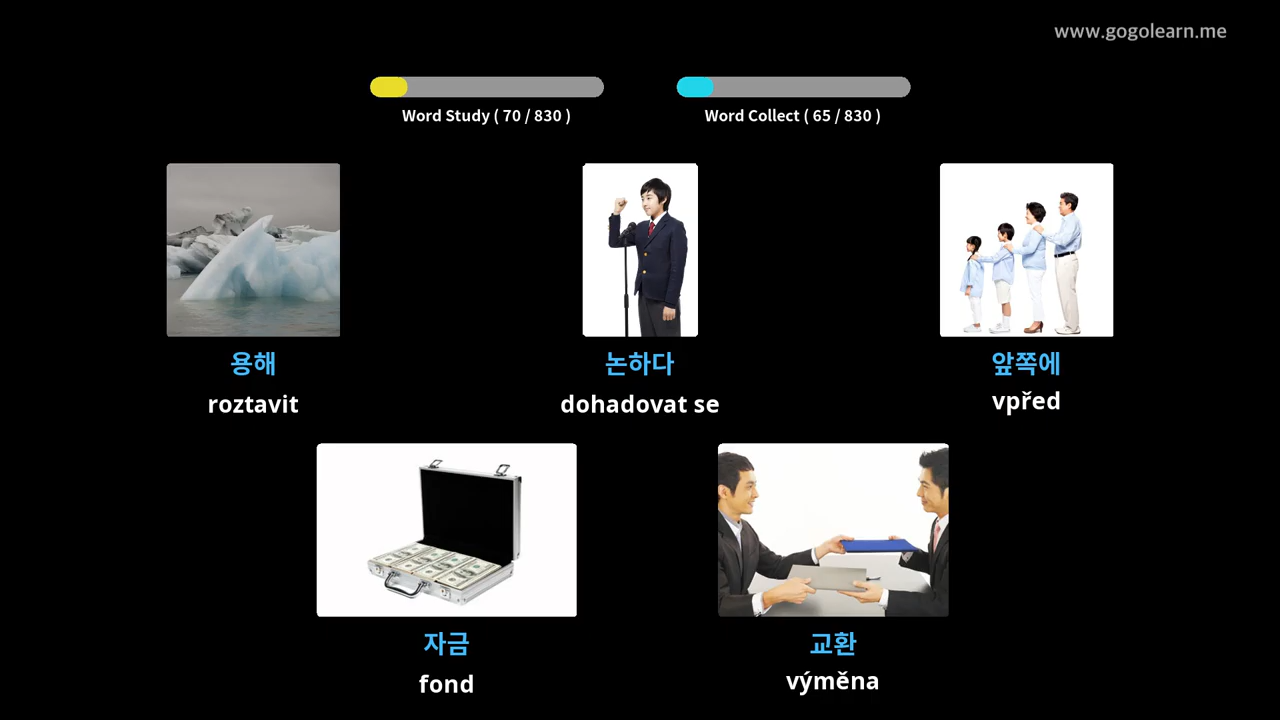 www.gogolearn.me
Word Study ( 70 / 830 )
Word Collect ( 65 / 830 )
용해
논하다
앞쪽에
roztavit
dohadovat se
vpřed
자금
교환
fond
výměna